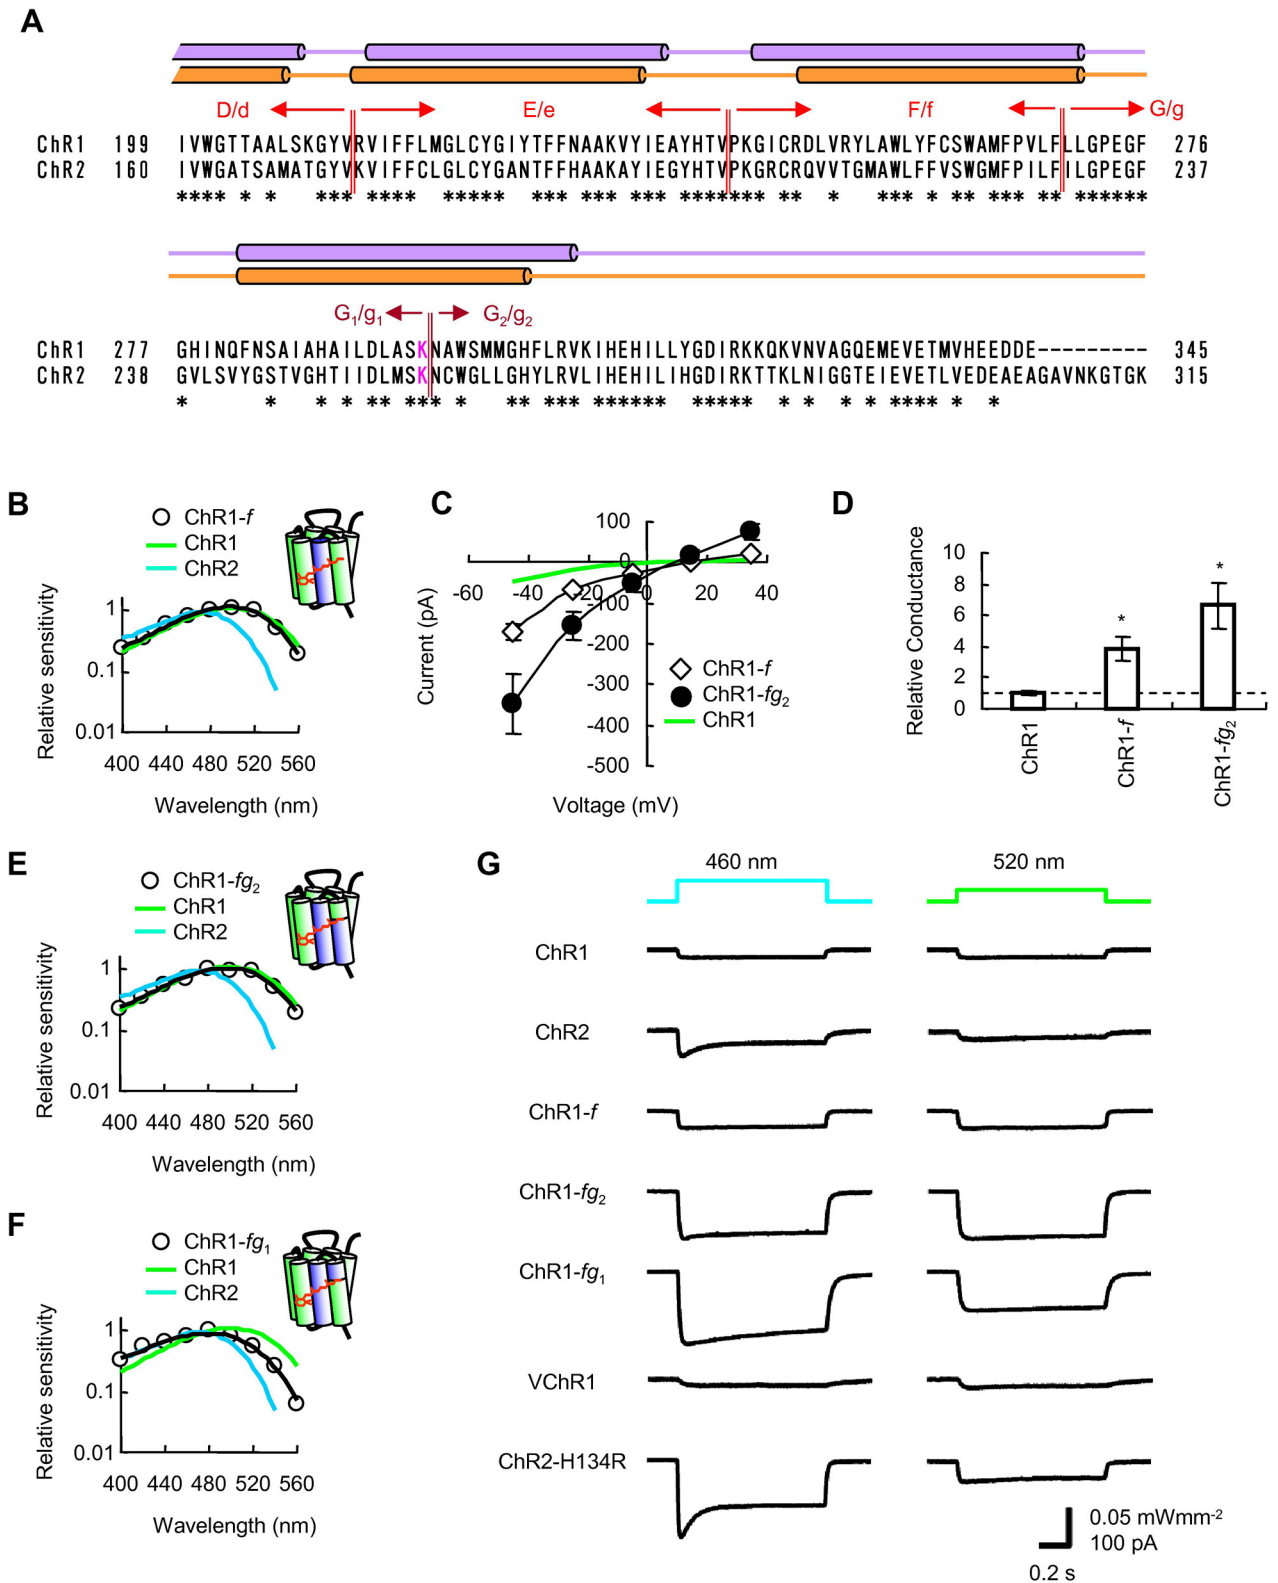 A
D/d E/e F/f G/g
ChR1 199 IVWGTTAALSKGYVRVIFFLMGLCYGIYTFFNAAKVYIEAYHTVPKGICRDLVRYLAWLYFCSWAMFPVLFLLGPEGF 276
ChR2 160 IVWGATSAMATGYVKVIFFCLGLCYGANTFFHAAKAYIEGYHTVPKGRCRQVVTGMAWLFFVSWGMFPILFILGPEGF 237
**** * * *** **** ***** *** **** *** ******* ** * *** * ** *** ** ******
G1/g1 G2/g2
ChR1 277 GHINQFNSAIAHAILDLASKNAWSMMGHFLRVKIHEHILLYGDIRKKQKVNVAGQEMEVETMVHEEDDE--------- 345
ChR2 238 GVLSVYGSTVGHTIIDLMSKNCWGLLGHYLRVLIHEHILIHGDIRKTTKLNIGGTEIEVETLVEDEAEAGAVNKGTGK 315
* * * * ** *** * ** *** ****** ***** * * * * **** * *
B
ChR1-f
ChR1
ChR2
Relative sensitivity
1
0.1
0.01
400 440 480 520 560
Wavelength (nm)
C
Current (pA)
100
0
-100
-200
-300
-400
-500
-60 -40 -20 20 40
ChR1-f
ChR1-fg2
ChR1
Voltage (mV)
D
Relative Conductance
10
8
6
4
2
0
*
*
ChR1
ChR1-f
ChR1-fg2
E
ChR1-fg2
ChR1
ChR2
Relative sensitivity
1
0.1
0.01
400 440 480 520 560
Wavelength (nm)
F
ChR1-fg1
ChR1
ChR2
Relative sensitivity
1
0.1
0.01
400 440 480 520 560
Wavelength (nm)
G
460 nm 520 nm
ChR1
ChR2
ChR1-f
ChR1-fg2
ChR1-fg1
VChR1
ChR2-H134R
0.05 mWmm-2
100 pA
0.2 s